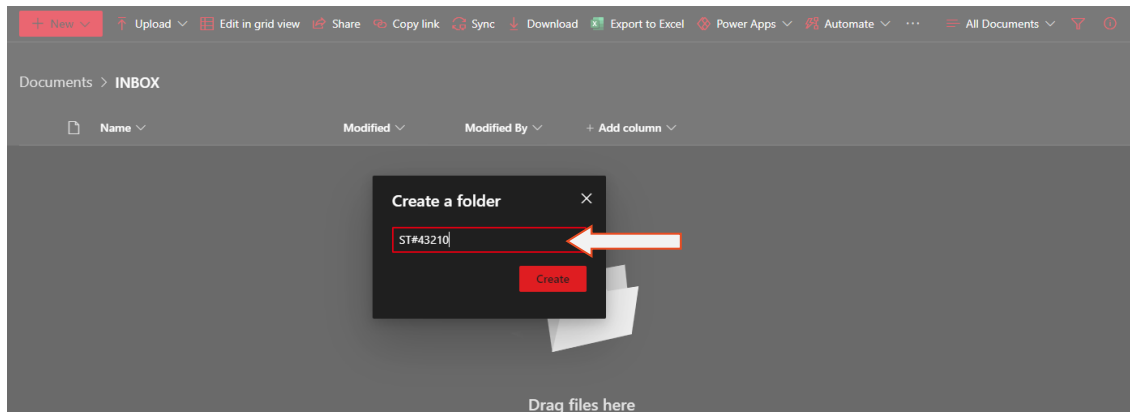 + New Upload Edit in grid view Share Copy link Sync Download Export to Excel Power Apps Automate ... All Documents
Documents > INBOX
Name Modified Modified By + Add column
Create a folder
ST#43210
Create
Drag files here